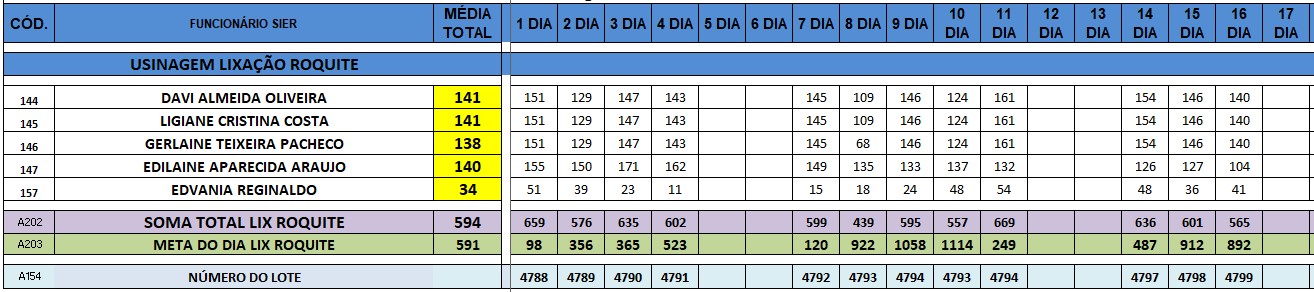 CÓD. FUNCIONÁRIO SIER MÉDIA TOTAL 1 DIA 2 DIA 3 DIA 4 DIA 5 DIA 6 DIA 7 DIA 8 DIA 9 DIA 10 DIA 11 DIA 12 DIA 13 DIA 14 DIA 15 DIA 16 DIA 17 DIA
USINAGEM LIXAÇÃO ROQUITE
144 DAVI ALMEIDA OLIVEIRA 141 151 129 147 143 145 109 146 124 161 154 146 140
145 LIGIANE CRISTINA COSTA 141 151 129 147 143 145 109 146 124 161 154 146 140
146 GERLAINE TEIXEIRA PACHECO 138 151 129 147 143 145 68 146 124 161 154 146 140
147 EDILAINE APARECIDA ARAUJO 140 155 150 171 162 149 135 133 137 132 126 127 104
157 EDVANIA REGINALDO 34 51 39 23 11 15 18 24 48 54 48 36 41
A202 SOMA TOTAL LIX ROQUITE 594 659 576 635 602 599 439 595 557 669 636 601 565
A203 META DO DIA LIX ROQUITE 591 98 356 365 523 120 922 1058 1114 249 487 912 892
A154 NÚMERO DO LOTE 4788 4789 4790 4791 4792 4793 4794 4793 4794 4797 4798 4799